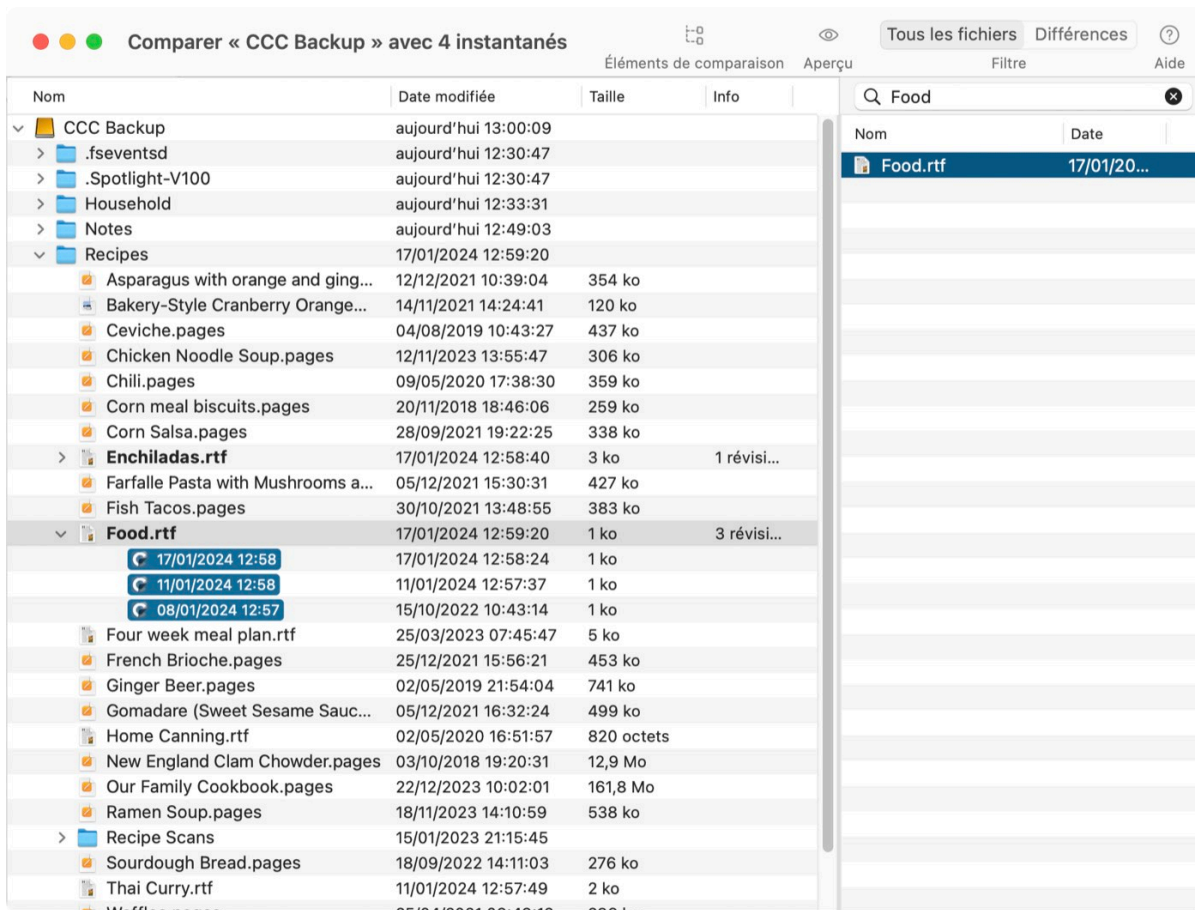 Comparer « CCC Backup » avec 4 instantanés
Éléments de comparaison
Aperçu
Tous les fichiers Différences
Filtre
Aide
Nom Date modifiée Taille Info
CCC Backup aujourd'hui 13:00:09
.fseventsd aujourd'hui 12:30:47
.Spotlight-V100 aujourd'hui 12:30:47
Household aujourd'hui 12:33:31
Notes aujourd'hui 12:49:03
Recipes 17/01/2024 12:59:20
Asparagus with orange and ging... 12/12/2021 10:39:04 354 ko
Bakery-Style Cranberry Orange... 14/11/2021 14:24:41 120 ko
Ceviche.pages 04/08/2019 10:43:27 437 ko
Chicken Noodle Soup.pages 12/11/2023 13:55:47 306 ko
Chili.pages 09/05/2020 17:38:30 359 ko
Corn meal biscuits.pages 20/11/2018 18:46:06 259 ko
Corn Salsa.pages 28/09/2021 19:22:25 338 ko
Enchiladas.rtf 17/01/2024 12:58:40 3 ko 1 révisi...
Farfalle Pasta with Mushrooms a... 05/12/2021 15:30:31 427 ko
Fish Tacos.pages 30/10/2021 13:48:55 383 ko
Food.rtf 17/01/2024 12:59:20 1 ko 3 révisi...
17/01/2024 12:58 17/01/2024 12:58:24 1 ko
11/01/2024 12:58 11/01/2024 12:57:37 1 ko
08/01/2024 12:57 15/10/2022 10:43:14 1 ko
Four week meal plan.rtf 25/03/2023 07:45:47 5 ko
French Brioche.pages 25/12/2021 15:56:21 453 ko
Ginger Beer.pages 02/05/2019 21:54:04 741 ko
Gomadare (Sweet Sesame Sauc... 05/12/2021 16:32:24 499 ko
Home Canning.rtf 02/05/2020 16:51:57 820 octets
New England Clam Chowder.pages 03/10/2018 19:20:31 12,9 Mo
Our Family Cookbook.pages 22/12/2023 10:02:01 161,8 Mo
Ramen Soup.pages 18/11/2023 14:10:59 538 ko
Recipe Scans 15/01/2023 21:15:45
Sourdough Bread.pages 18/09/2022 14:11:03 276 ko
Thai Curry.rtf 11/01/2024 12:57:49 2 ko
Food
Nom Date
Food.rtf 17/01/20...